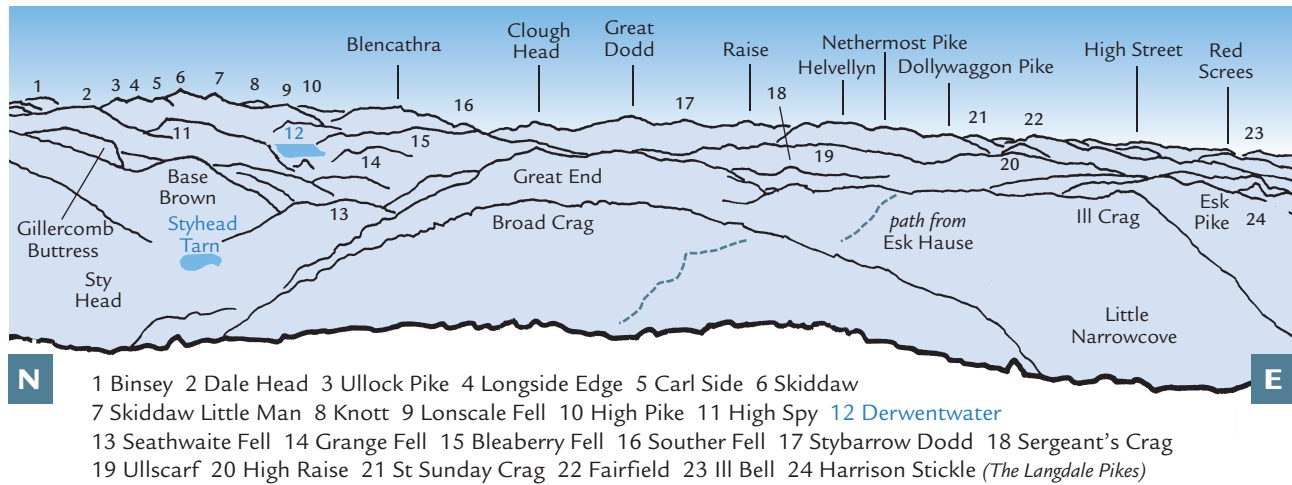 Blencathra
Clough
Head
Great
Dodd
Raise
Nethermost Pike
Helvellyn
Dollywaggon Pike
High Street
Red
Screes
1
2
3
4
5
6
7
8
9
10
11
12
13
14
15
16
17
18
19
20
21
22
23
24
Base
Brown
Great End
Broad Crag
Gillercomb
Buttress
Styhead
Tarn
Sty
Head
path from
Esk Hause
Ill Crag
Esk
Pike
Little
Narrowcove
N
E
1 Binsey 2 Dale Head 3 Ullock Pike 4 Longside Edge 5 Carl Side 6 Skiddaw
7 Skiddaw Little Man 8 Knott 9 Lonscale Fell 10 High Pike 11 High Spy 12 Derwentwater
13 Seathwaite Fell 14 Grange Fell 15 Bleaberry Fell 16 Souther Fell 17 Stybarrow Dodd 18 Sergeant's Crag
19 Ullscarf 20 High Raise 21 St Sunday Crag 22 Fairfield 23 Ill Bell 24 Harrison Stickle (The Langdale Pikes)